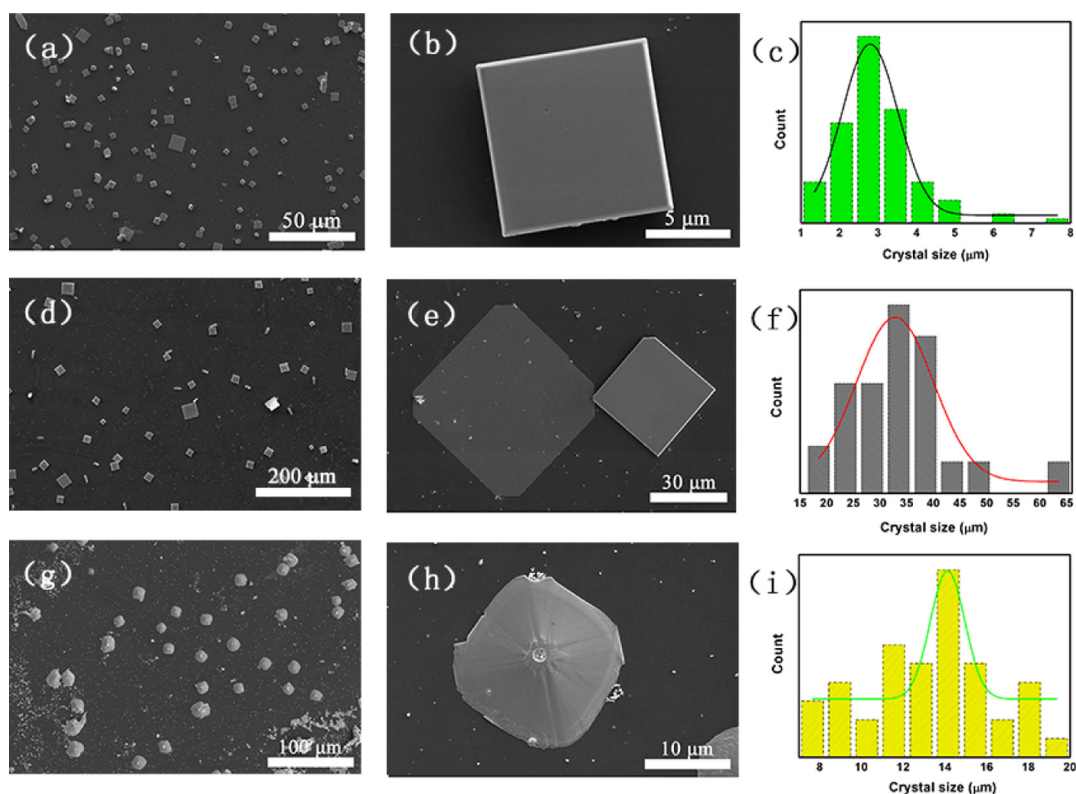 (a)
50 μm
(b)
5 μm
(c)
Count
1 2 3 4 5 6 7 8
Crystal size (μm)
(d)
200 μm
(e)
30 μm
(f)
Count
15 20 25 30 35 40 45 50 55 60 65
Crystal size (μm)
(g)
100 μm
(h)
10 μm
(i)
Count
8 10 12 14 16 18 20
Crystal size (μm)